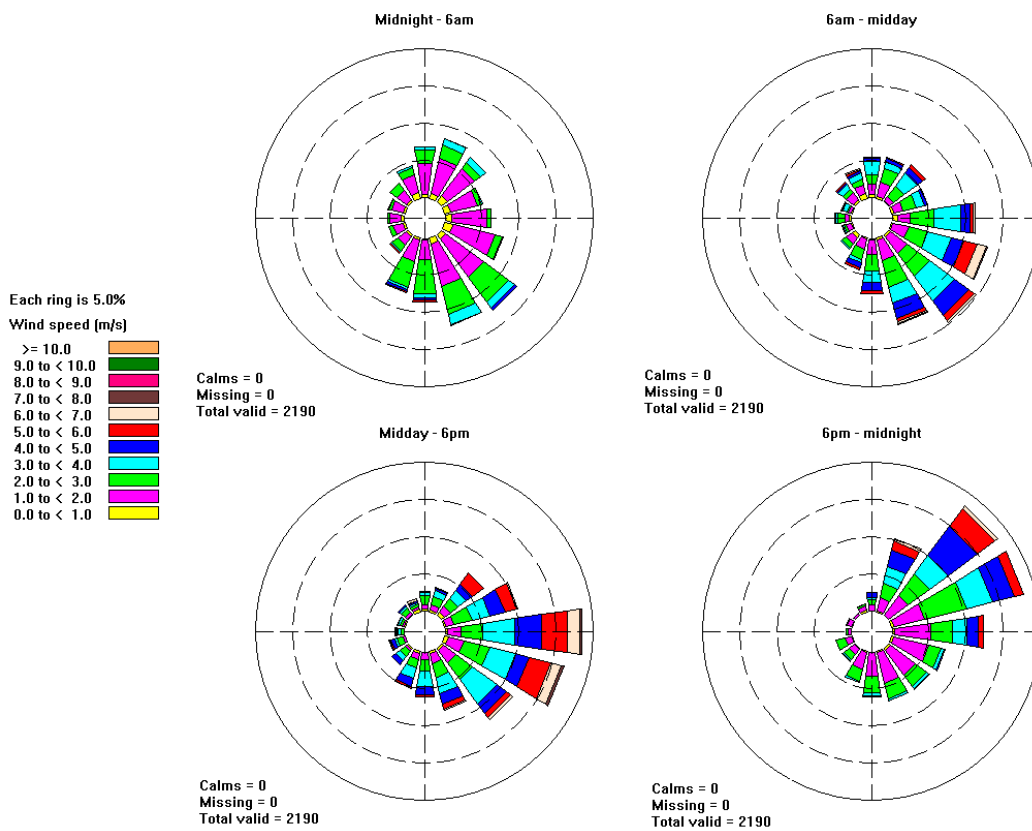 Midnight - 6am
6am - midday
Each ring is 5.0%
Wind speed (m/s)
>= 10.0
9.0 to < 10.0
8.0 to < 9.0
7.0 to < 8.0
6.0 to < 7.0
5.0 to < 6.0
4.0 to < 5.0
3.0 to < 4.0
2.0 to < 3.0
1.0 to < 2.0
0.0 to < 1.0
Calms = 0
Missing = 0
Total valid = 2190
Calms = 0
Missing = 0
Total valid = 2190
Midday - 6pm
6pm - midnight
Calms = 0
Missing = 0
Total valid = 2190
Calms = 0
Missing = 0
Total valid = 2190